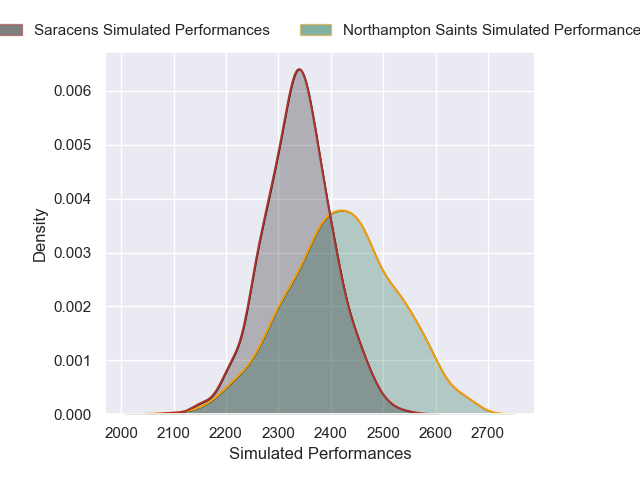 Saracens Simulated Performances
Northampton Saints Simulated Performance
0.006
0.005
0.004
0.003
0.002
0.001
0.000
Density
2000 2100 2200 2300 2400 2500 2600 2700
Simulated Performances